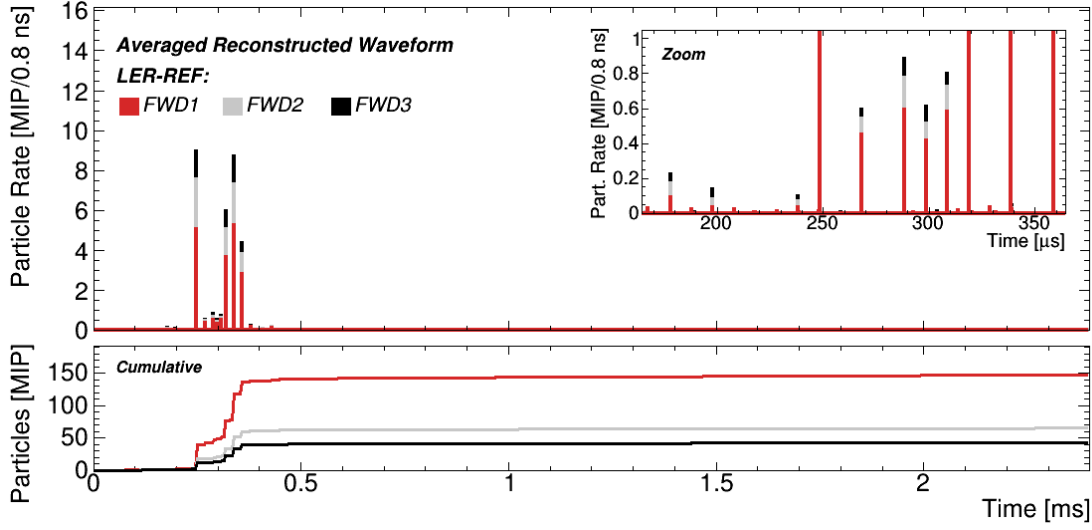 Particle Rate [MIP/0.8 ns]
16
14
12
10
8
6
4
2
0
Averaged Reconstructed Waveform
LER-REF:
FWD1 FWD2 FWD3
Part. Rate [MIP/0.8 ns]
1
0.8
0.6
0.4
0.2
0
Zoom
200 250 300 350
Time [μs]
Particles [MIP]
150
100
50
0
Cumulative
0 0.5 1 1.5 2
Time [ms]